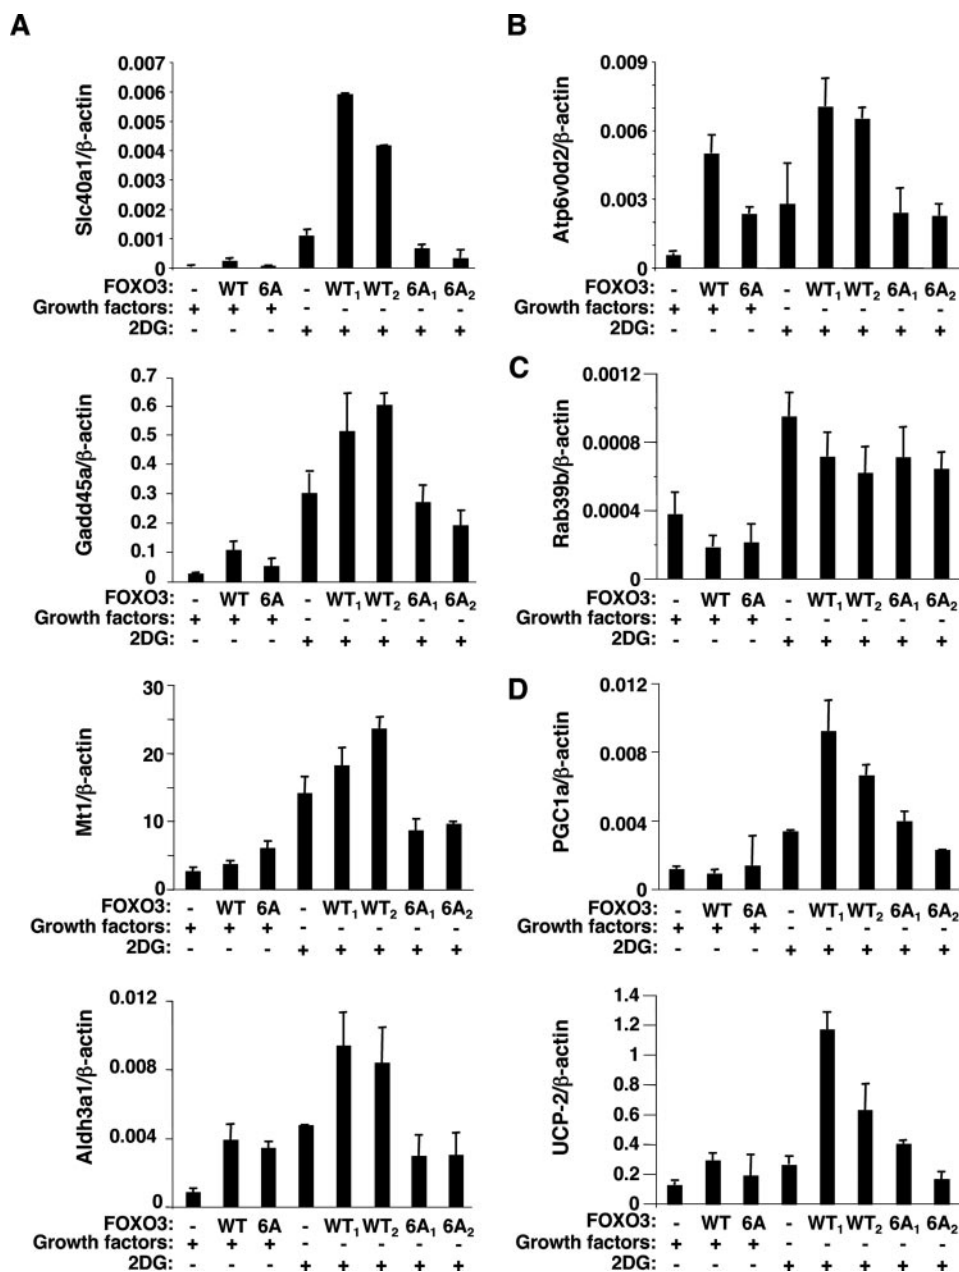 A
Slc40a1/β-actin
0.007
0.006
0.005
0.004
0.003
0.002
0.001
0
FOXO3: - WT 6A - WT1 WT2 6A1 6A2
Growth factors: + + + - - - - -
2DG: - - - + + + + +
Gadd45a/β-actin
0.7
0.6
0.5
0.4
0.3
0.2
0.1
0
FOXO3: - WT 6A - WT1 WT2 6A1 6A2
Growth factors: + + + - - - - -
2DG: - - - + + + + +
Mt1/β-actin
30
20
10
0
FOXO3: - WT 6A - WT1 WT2 6A1 6A2
Growth factors: + + + - - - - -
2DG: - - - + + + + +
Aldh3a1/β-actin
0.012
0.008
0.004
0
FOXO3: - WT 6A - WT1 WT2 6A1 6A2
Growth factors: + + + - - - - -
2DG: - - - + + + + +
B
Atp6v0d2/β-actin
0.009
0.006
0.003
0
FOXO3: - WT 6A - WT1 WT2 6A1 6A2
Growth factors: + + + - - - - -
2DG: - - - + + + + +
C
Rab39b/β-actin
0.0012
0.0008
0.0004
0
FOXO3: - WT 6A - WT1 WT2 6A1 6A2
Growth factors: + + + - - - - -
2DG: - - - + + + + +
D
PGC1a/β-actin
0.012
0.008
0.004
0
FOXO3: - WT 6A - WT1 WT2 6A1 6A2
Growth factors: + + + - - - - -
2DG: - - - + + + + +
UCP-2/β-actin
1.4
1.2
1
0.8
0.6
0.4
0.2
0
FOXO3: - WT 6A - WT1 WT2 6A1 6A2
Growth factors: + + + - - - - -
2DG: - - - + + + + +